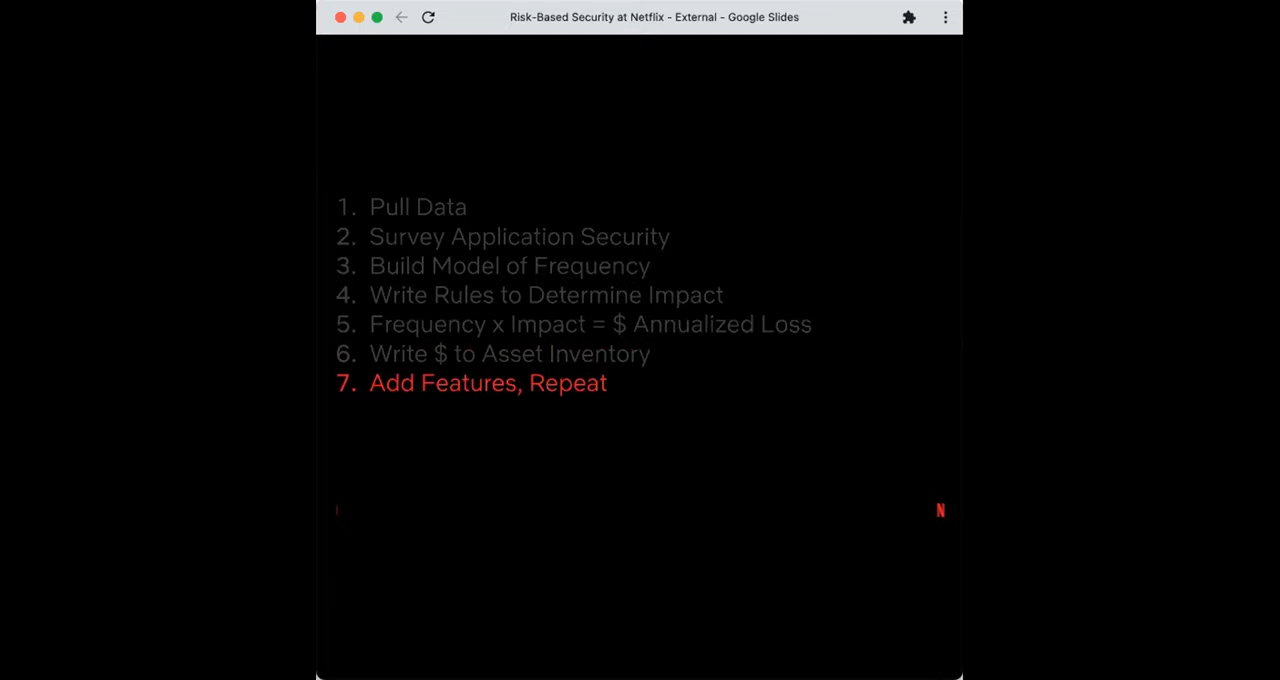 Risk-Based Security at Netflix - External - Google Slides
1. Pull Data
2. Survey Application Security
3. Build Model of Frequency
4. Write Rules to Determine Impact
5. Frequency x Impact = $ Annualized Loss
6. Write $ to Asset Inventory
7. Add Features, Repeat
N